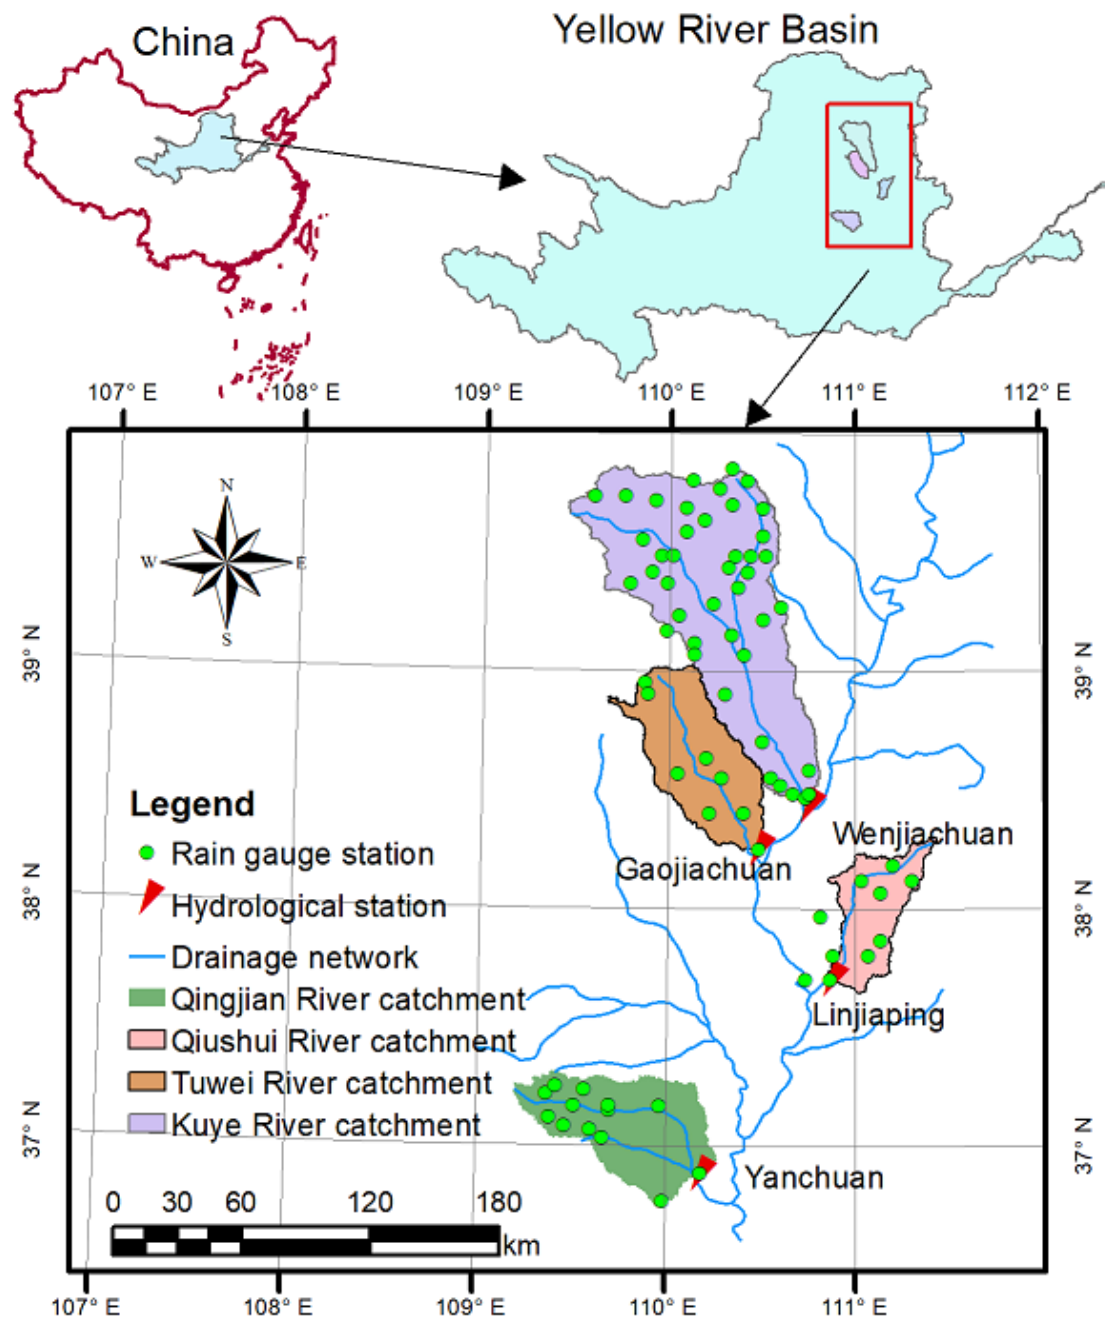 China
Yellow River Basin
107° E 108° E 109° E 110° E 111° E 112° E
N
W E
S
39° N 39° N
Legend
Rain gauge station
Hydrological station
Drainage network
Qingjian River catchment
Qiushui River catchment
Tuwei River catchment
Kuye River catchment
Wenjiachuan
Gaojiachuan
38° N 38° N
Linjiaping
37° N 37° N
Yanchuan
0 30 60 120 180
km
107° E 108° E 109° E 110° E 111° E